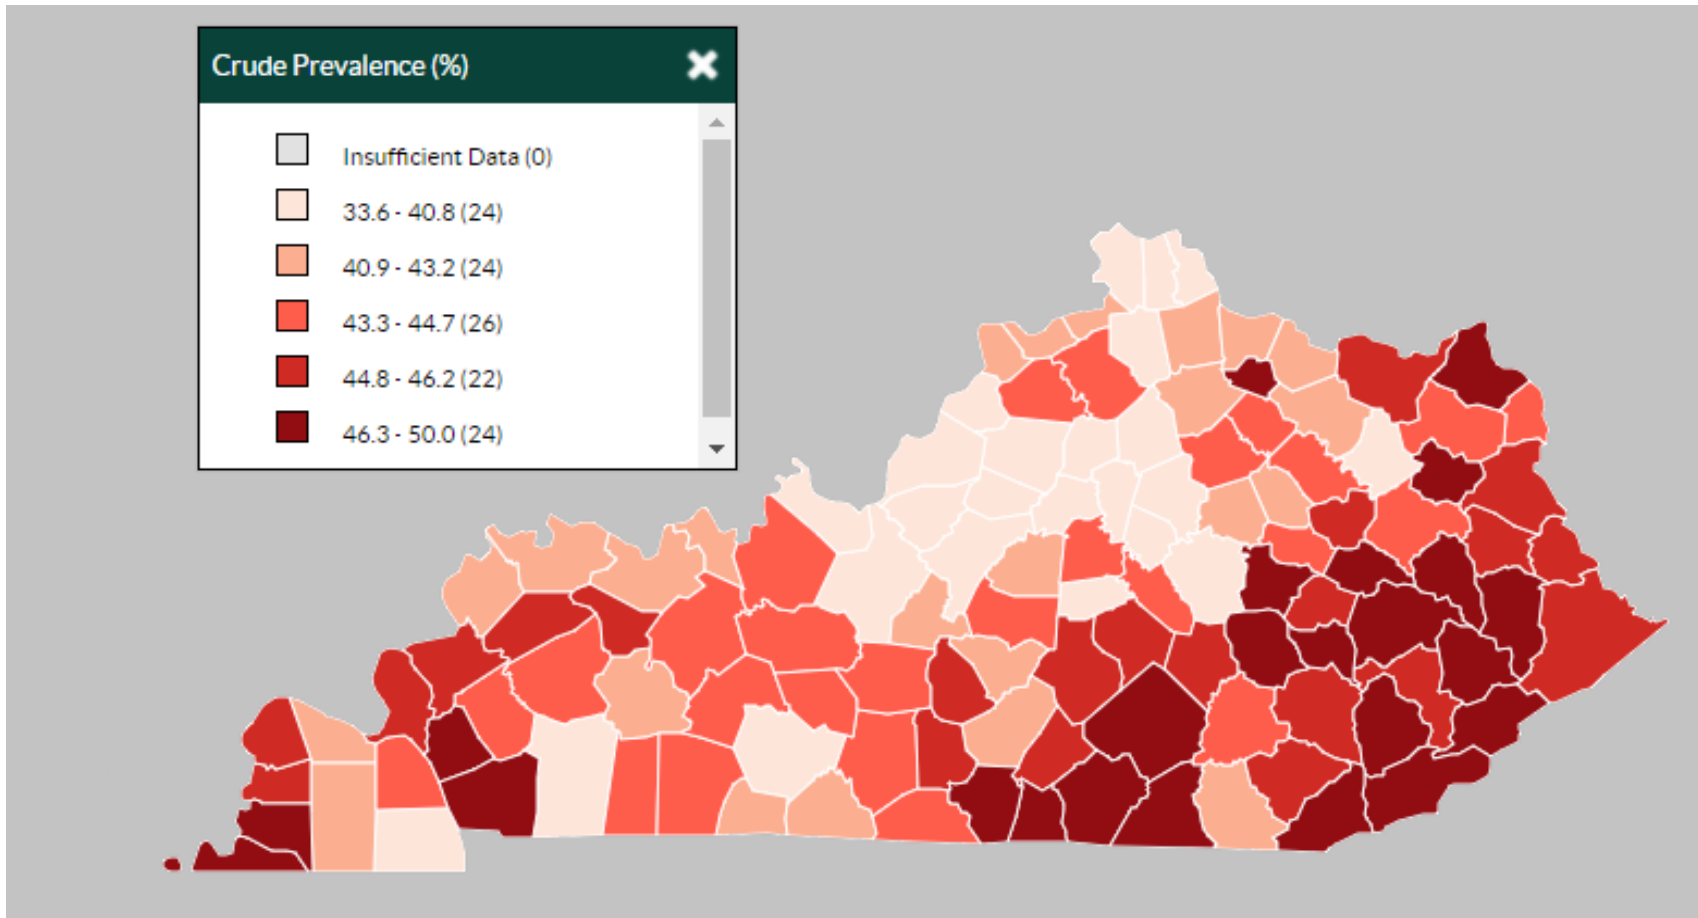 Crude Prevalence (%)
Insufficient Data (0)
33.6 - 40.8 (24)
40.9 - 43.2 (24)
43.3 - 44.7 (26)
44.8 - 46.2 (22)
46.3 - 50.0 (24)